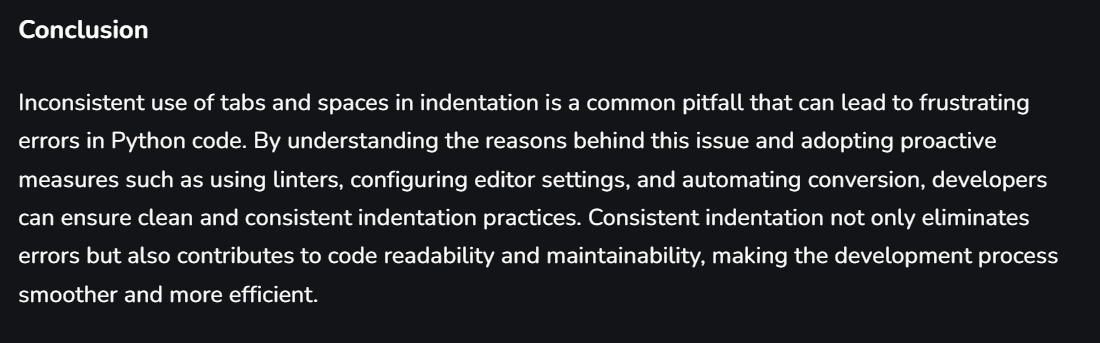 Conclusion
Inconsistent use of tabs and spaces in indentation is a common pitfall that can lead to frustrating
errors in Python code. By understanding the reasons behind this issue and adopting proactive
measures such as using linters, configuring editor settings, and automating conversion, developers
can ensure clean and consistent indentation practices. Consistent indentation not only eliminates
errors but also contributes to code readability and maintainability, making the development process
smoother and more efficient.